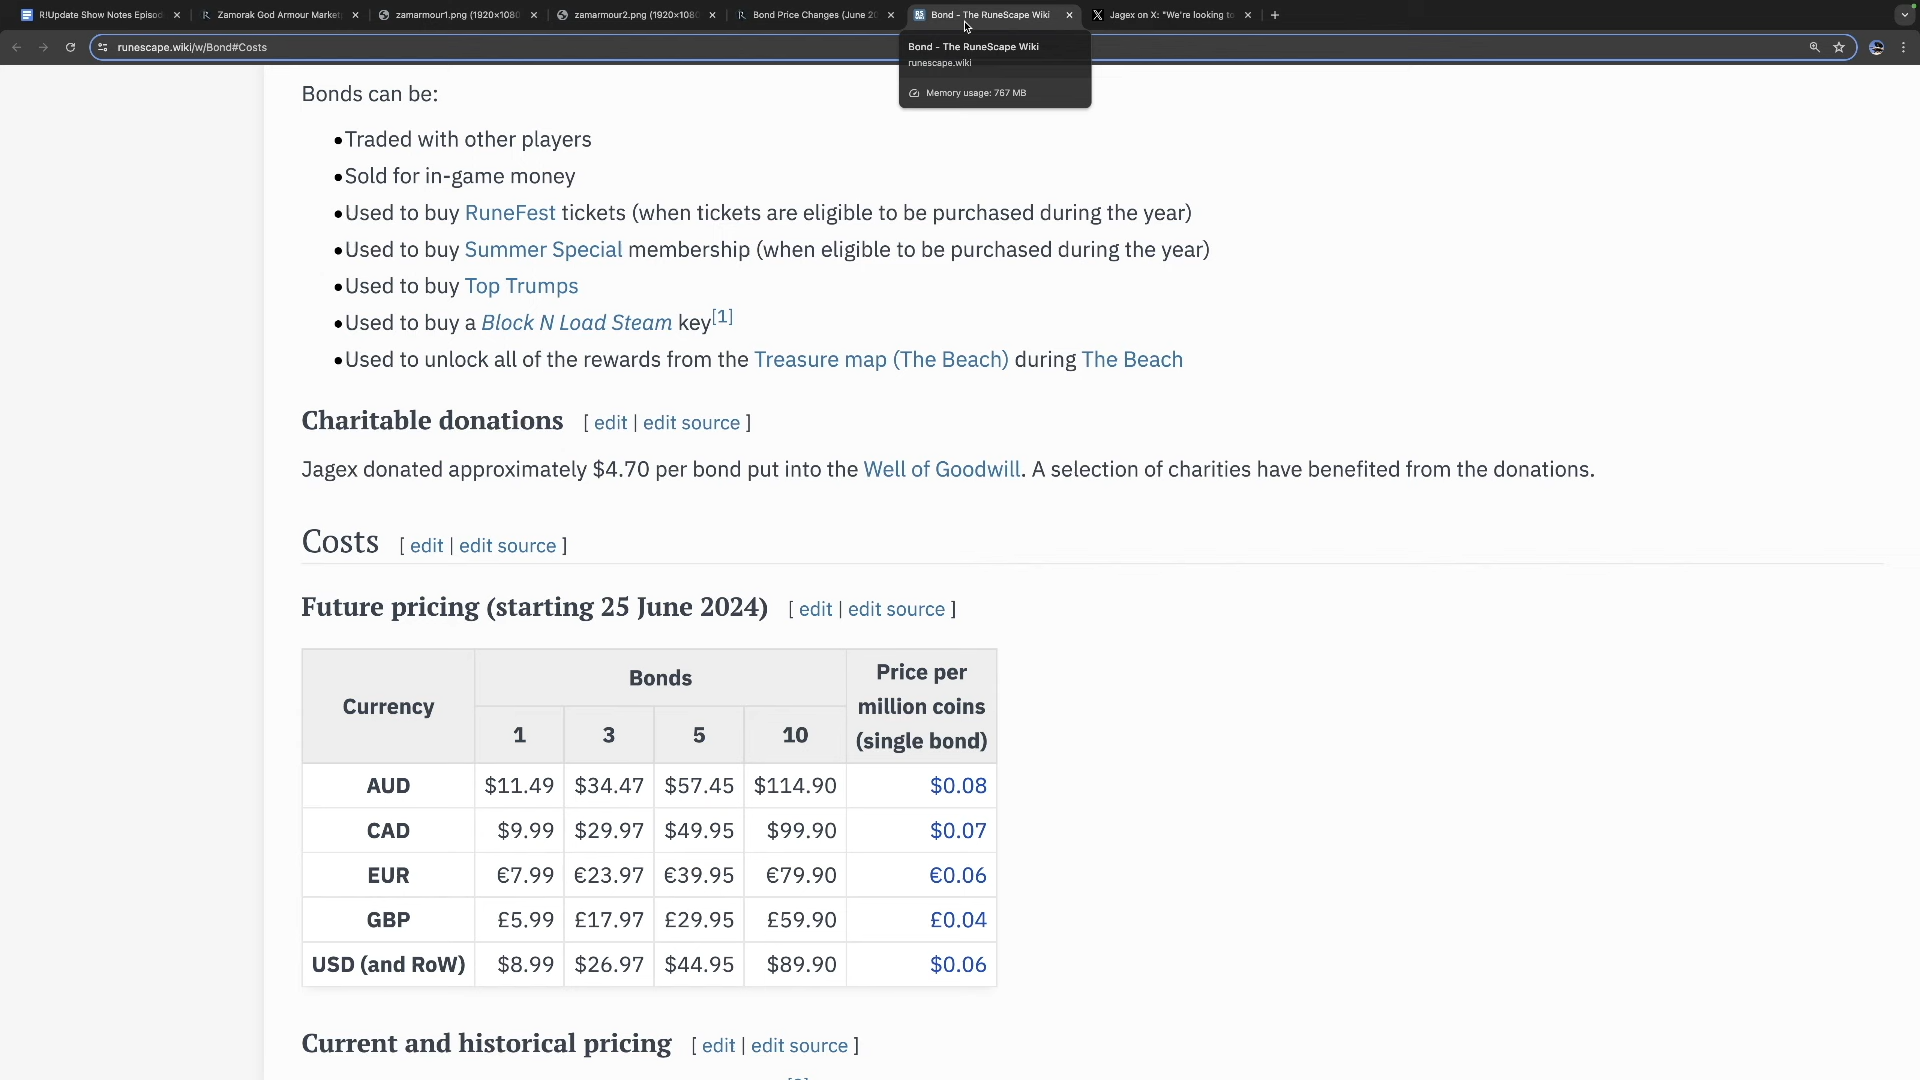 R!Update Show Notes Episod
Zamorak God Armour Market
zamarmour1.png (1920×1080
zamarmour2.png (1920×1080
Bond Price Changes (June 20
Bond - The RuneScape Wiki
Jagex on X: "We're looking to
runescape.wiki/w/Bond#Costs
Bond - The RuneScape Wiki
runescape.wiki
Memory usage: 767 MB
Bonds can be:
•Traded with other players
•Sold for in-game money
•Used to buy RuneFest tickets (when tickets are eligible to be purchased during the year)
•Used to buy Summer Special membership (when eligible to be purchased during the year)
•Used to buy Top Trumps
•Used to buy a Block N Load Steam key[1]
•Used to unlock all of the rewards from the Treasure map (The Beach) during The Beach
Charitable donations [ edit | edit source ]
Jagex donated approximately $4.70 per bond put into the Well of Goodwill. A selection of charities have benefited from the donations.
Costs [ edit | edit source ]
Future pricing (starting 25 June 2024) [ edit | edit source ]
Currency Bonds Price per million coins (single bond)
1 3 5 10
AUD $11.49 $34.47 $57.45 $114.90 $0.08
CAD $9.99 $29.97 $49.95 $99.90 $0.07
EUR €7.99 €23.97 €39.95 €79.90 €0.06
GBP £5.99 £17.97 £29.95 £59.90 £0.04
USD (and RoW) $8.99 $26.97 $44.95 $89.90 $0.06
Current and historical pricing [ edit | edit source ]